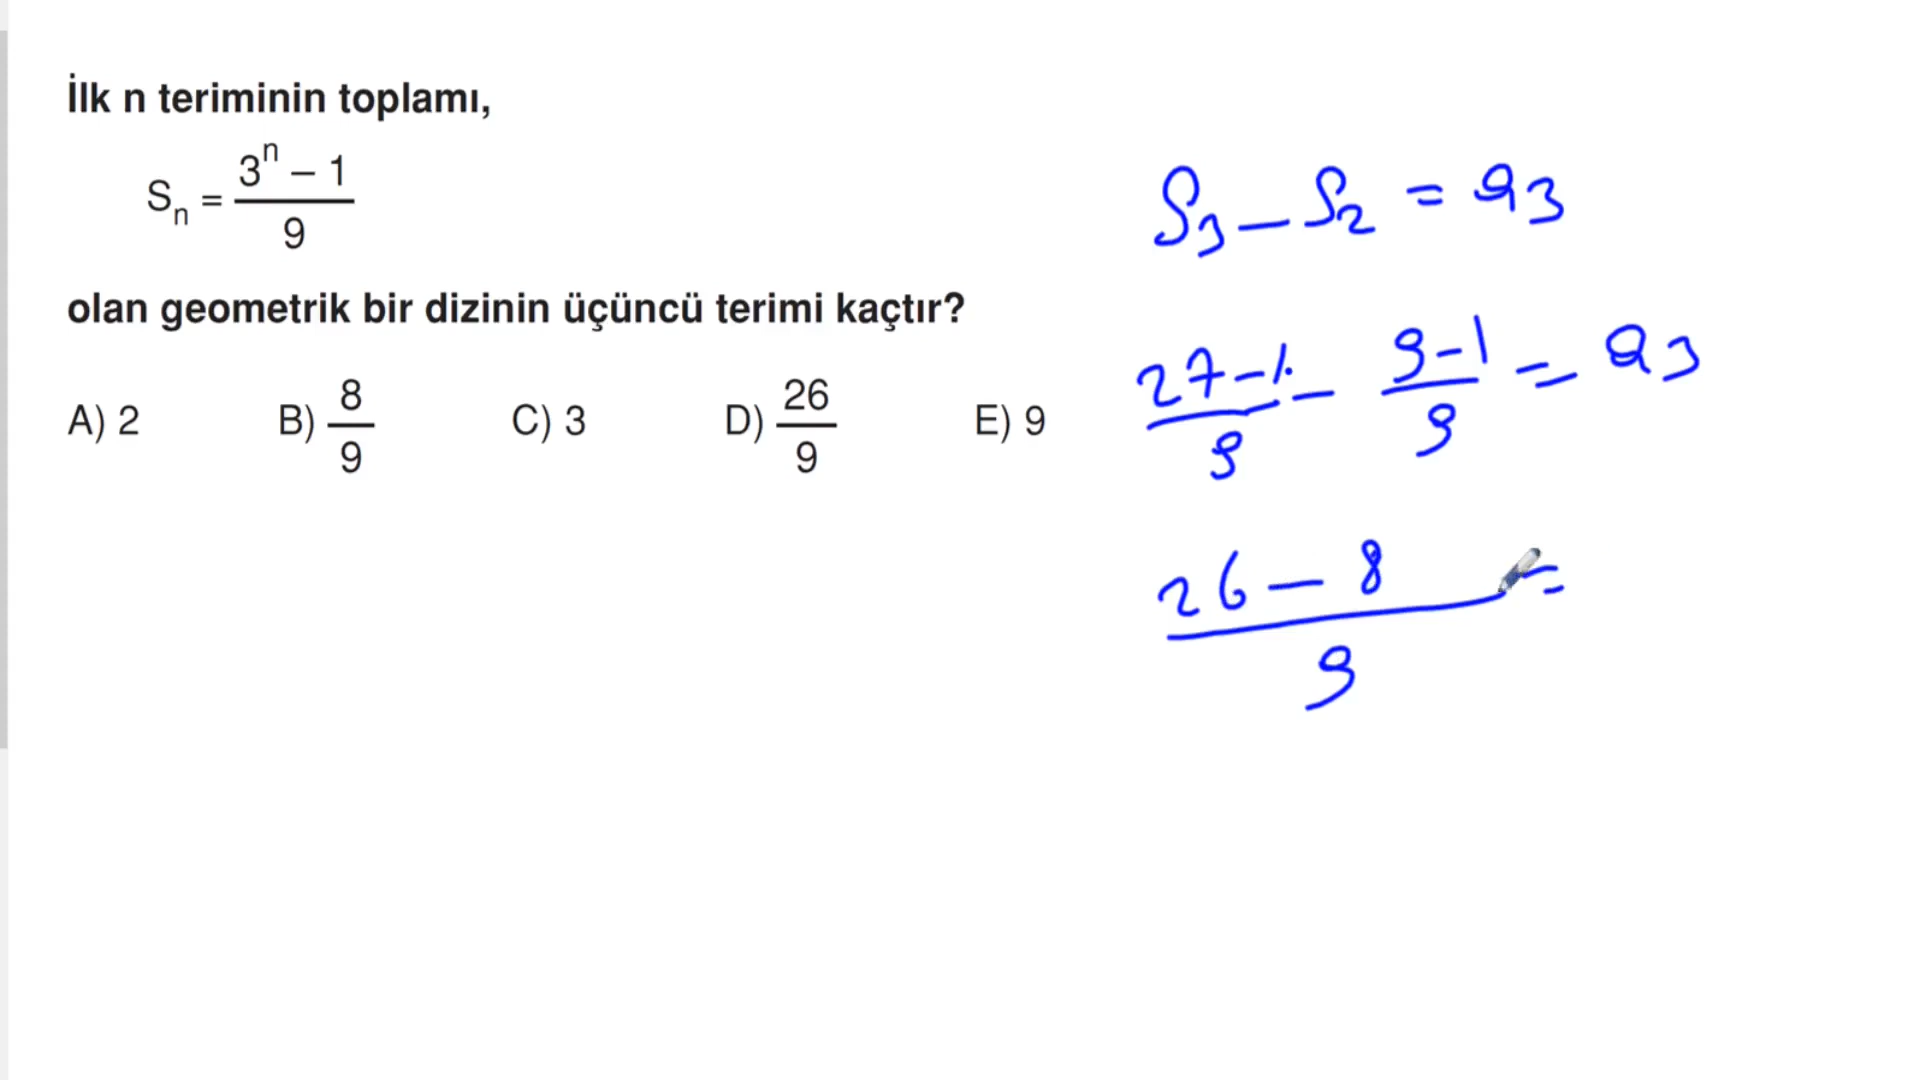 İlk n teriminin toplamı,
Sₙ = (3ⁿ – 1)/9
olan geometrik bir dizinin üçüncü terimi kaçtır?
A) 2 B) 8/9 C) 3 D) 26/9 E) 9
S₃ – S₂ = a₃
(27-1)/9 – (9-1)/9 = a₃
(26 – 8)/9 =